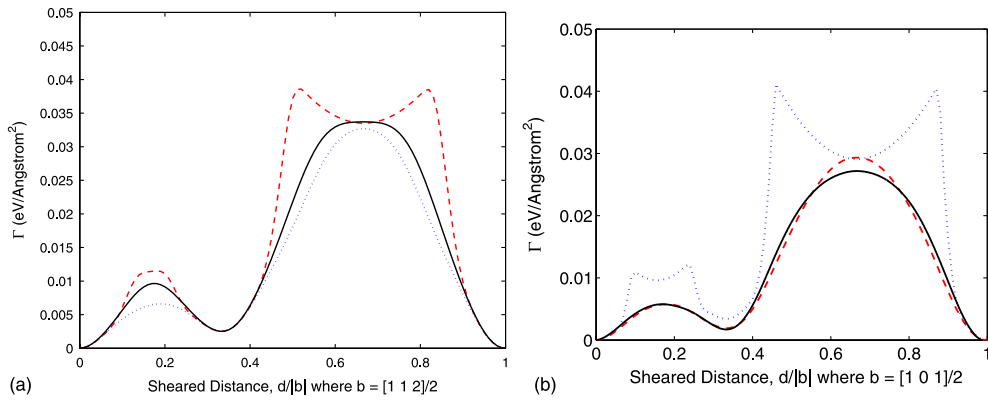 0.05
0.045
0.04
0.035
0.03
0.025
0.02
0.015
0.01
0.005
0
Γ (eV/Angstrom²)
0 0.2 0.4 0.6 0.8 1
Sheared Distance, d/|b| where b = [1 1 2]/2
(a)
0.05
0.04
0.03
0.02
0.01
0
Γ (eV/Angstrom²)
0 0.2 0.4 0.6 0.8 1
Sheared Distance, d/|b| where b = [1 0 1]/2
(b)